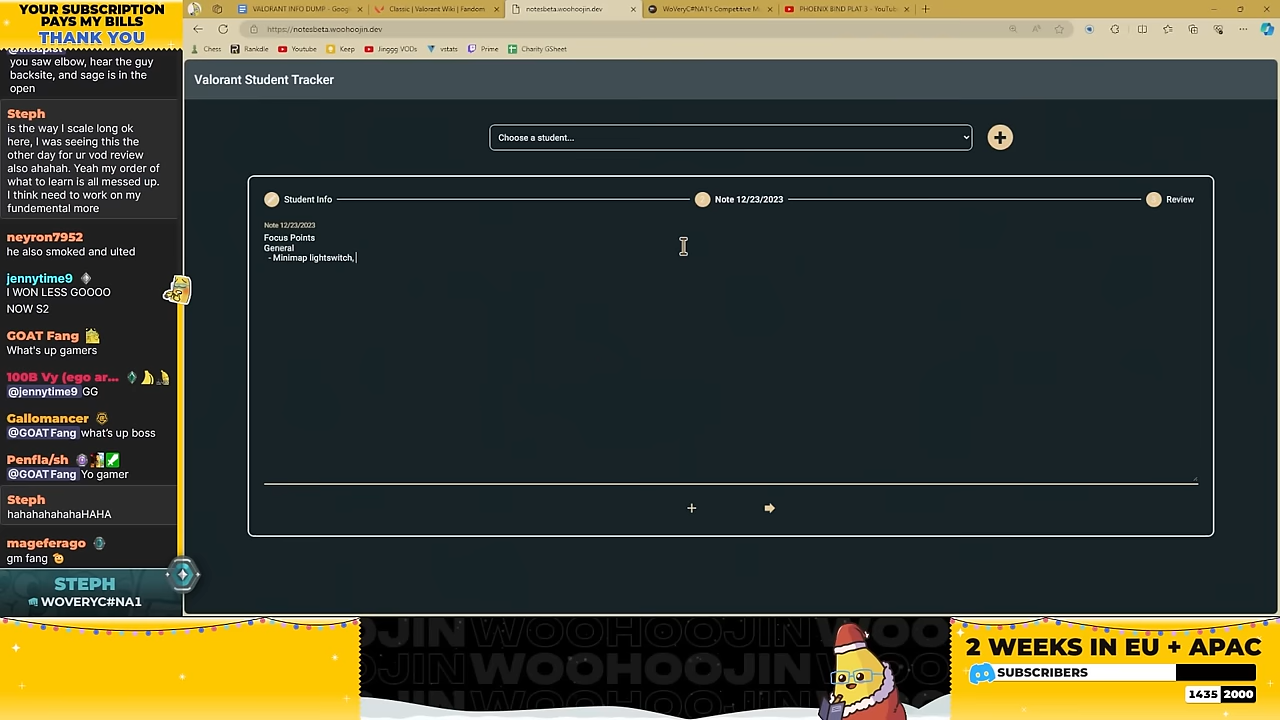 YOUR SUBSCRIPTION
PAYS MY BILLS
THANK YOU
you saw elbow, hear the guy
backsite, and sage is in the
open
Steph
is the way I scale long ok
here, I was seeing this the
other day for ur vod review
also ahahah. Yeah my order of
what to learn is all messed up.
I think need to work on my
fundemental more
neyron7952
he also smoked and ulted
jennytime9
I WON LESS GOOOO
NOW S2
GOAT Fang
What's up gamers
100B Vy (ego ar...
@jennytime9 GG
Gallomancer
@GOATFang what's up boss
Penfla/sh
@GOATFang Yo gamer
Steph
hahahahahahaHAHA
mageferago
gm fang
STEPH
WOVERYC#NA1
VALORANT INFO DUMP - Goog
Classic | Valorant Wiki | Fandom
notesbeta.woohoojin.dev
WoVeryC#NA1's Competitive M
PHOENIX BIND PLAT 3 - YouTub
https://notesbeta.woohoojin.dev
Chess
Rankdle
Youtube
Keep
Jinggg VODs
vstats
Prime
Charity GSheet
Valorant Student Tracker
Choose a student...
Student Info
Note 12/23/2023
Review
Note 12/23/2023
Focus Points
General
- Minimap lightswitch,
WOOHOOJIN
WOOHOOJIN
2 WEEKS IN EU + APAC
SUBSCRIBERS
1435 2000